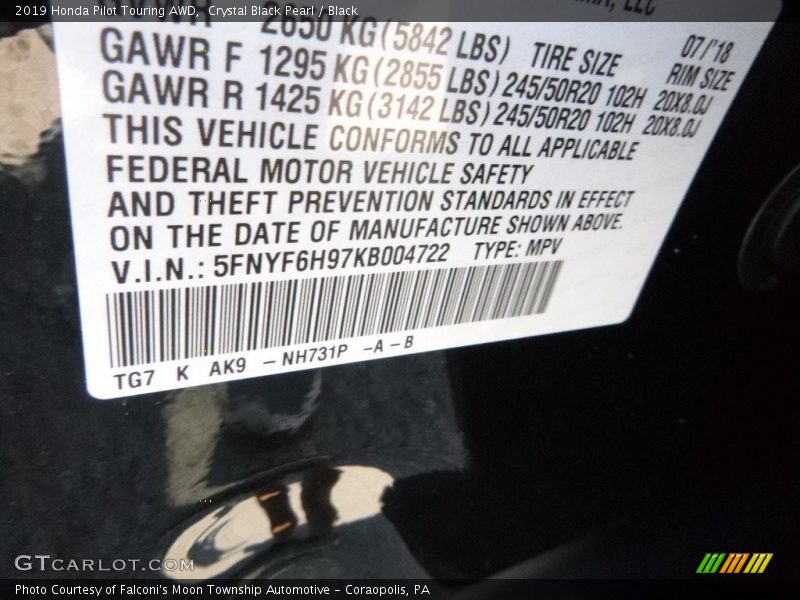 2019 Honda Pilot Touring AWD, Crystal Black Pearl / Black
LLC
2650 KG (5842 LBS) 07/'18
TIRE SIZE RIM SIZE
GAWR F 1295 KG (2855 LBS) 245/50R20 102H 20X8.0J
GAWR R 1425 KG (3142 LBS) 245/50R20 102H 20X8.0J
THIS VEHICLE CONFORMS TO ALL APPLICABLE
FEDERAL MOTOR VEHICLE SAFETY
AND THEFT PREVENTION STANDARDS IN EFFECT
ON THE DATE OF MANUFACTURE SHOWN ABOVE.
V.I.N.: 5FNYF6H97KB004722 TYPE: MPV
TG7 K AK9 - NH731P -A - B
GTCARLOT.COM
Photo Courtesy of Falconi's Moon Township Automotive - Coraopolis, PA